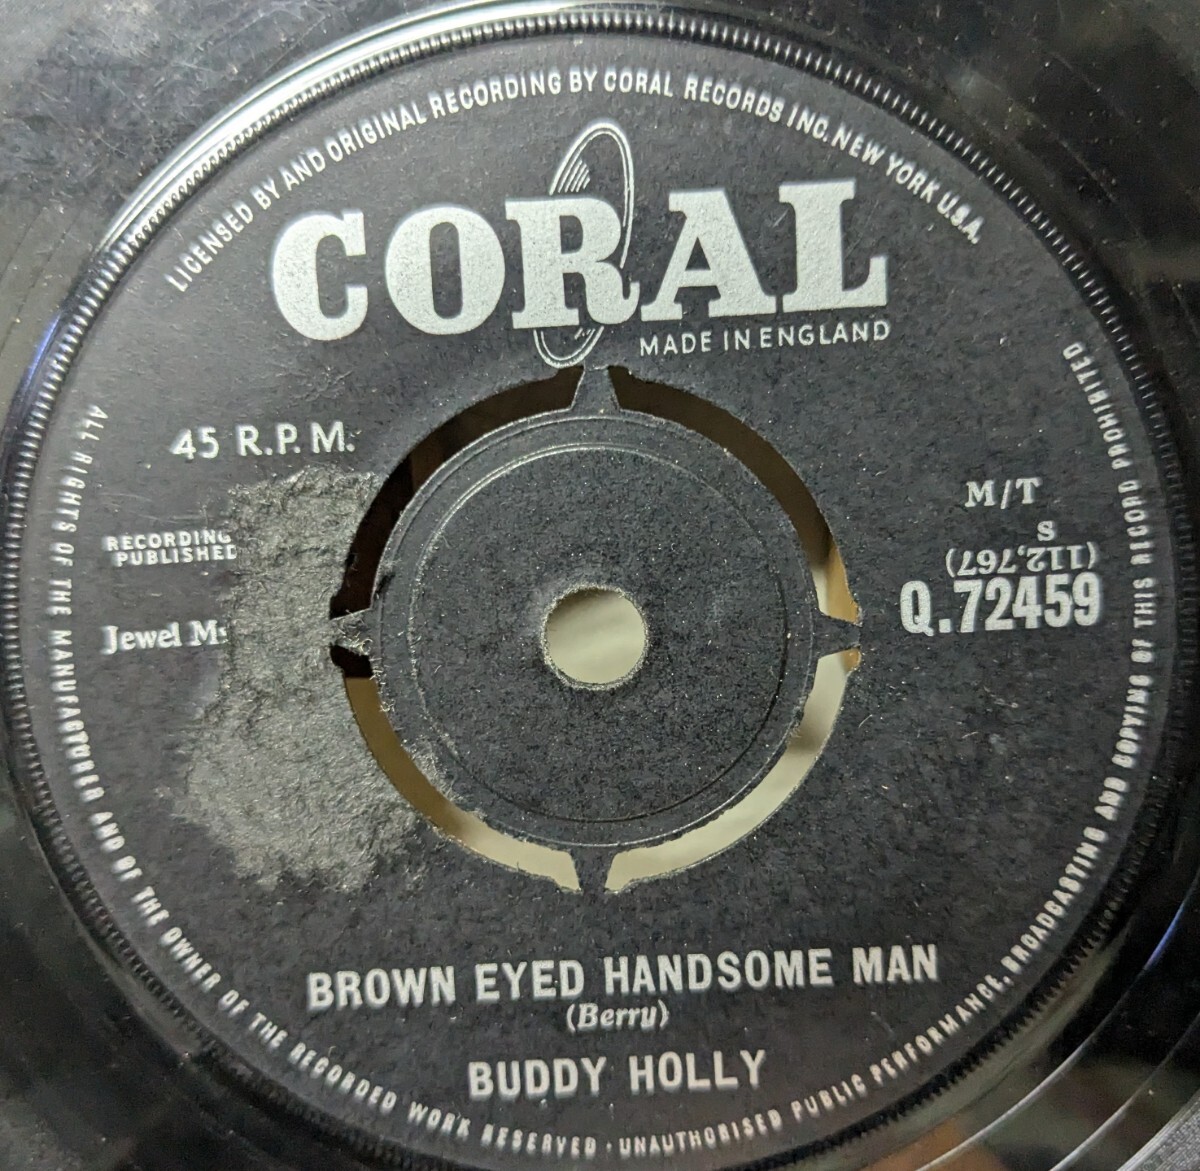 LICENSED BY AND ORIGINAL RECORDING BY CORAL RECORDS INC. NEW YORK U.S.A.
CORAL
MADE IN ENGLAND
45 R.P.M.
RECORDING
PUBLISHED
Jewel
M/T
S
(112,767)
Q.72459
BROWN EYED HANDSOME MAN
(Berry)
BUDDY HOLLY
ALL RIGHTS OF THE MANUFACTURER AND OF THE OWNER OF THE RECORDED WORK RESERVED · UNAUTHORISED PUBLIC PERFORMANCE, BROADCASTING AND COPYING OF THIS RECORD PROHIBITED